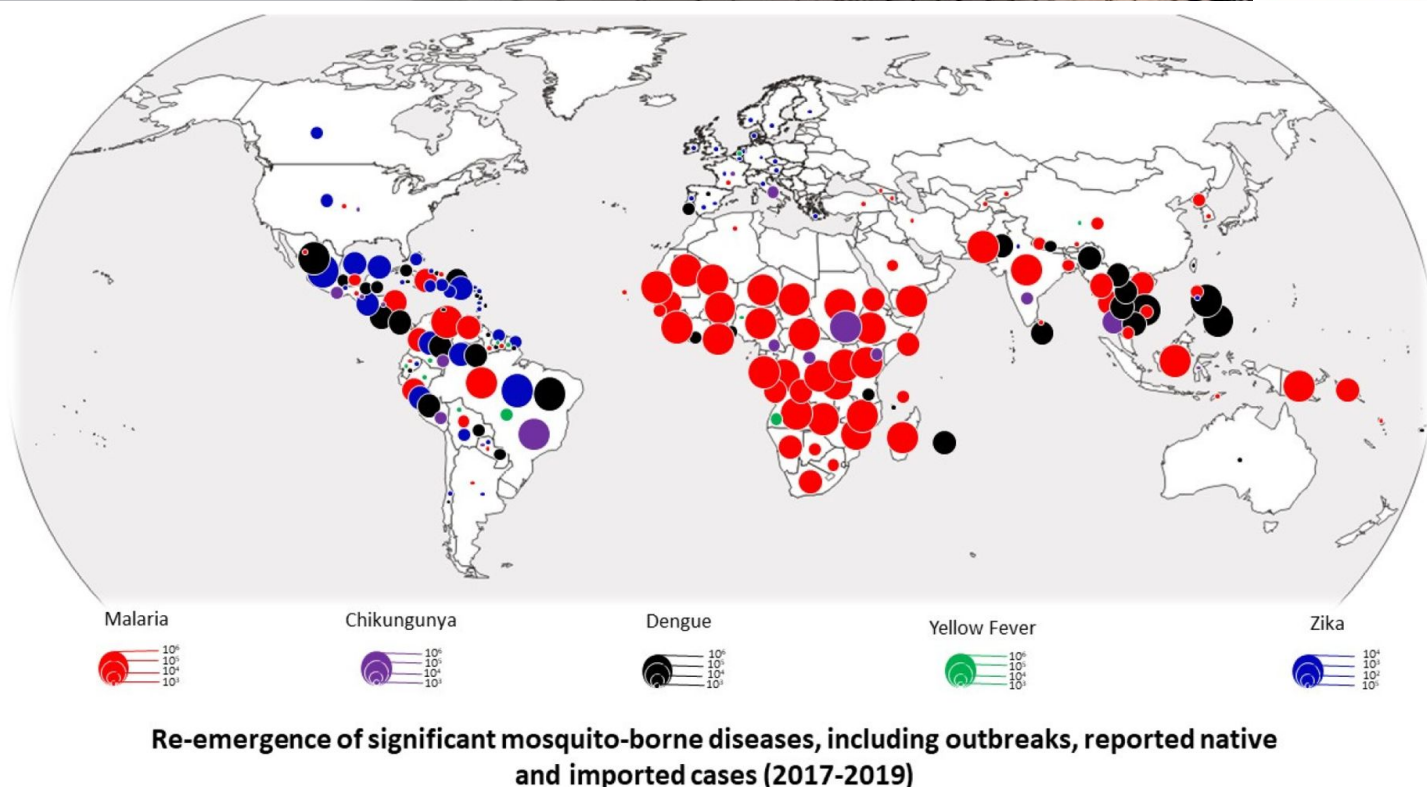 Malaria
10⁶
10⁵
10⁴
10³
Chikungunya
10⁶
10⁵
10⁴
10³
Dengue
10⁶
10⁵
10⁴
10³
Yellow Fever
10⁶
10⁵
10⁴
10³
Zika
10⁴
10³
10²
10⁵
Re-emergence of significant mosquito-borne diseases, including outbreaks, reported native
and imported cases (2017-2019)